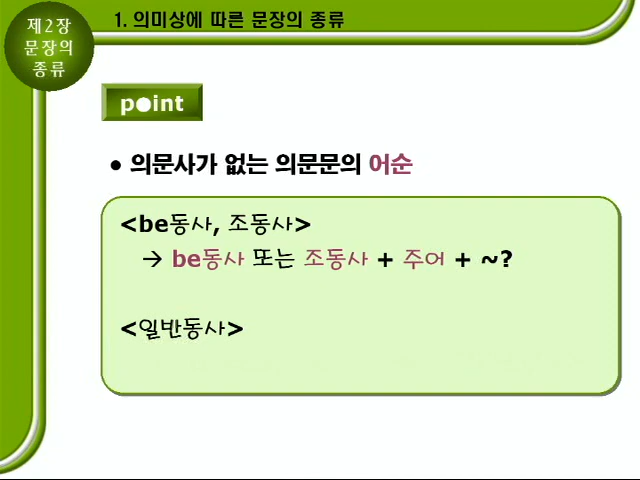 제2장
문장의
종류
1. 의미상에 따른 문장의 종류
point
● 의문사가 없는 의문문의 어순
<be동사, 조동사>
→ be동사 또는 조동사 + 주어 + ~?
<일반동사>